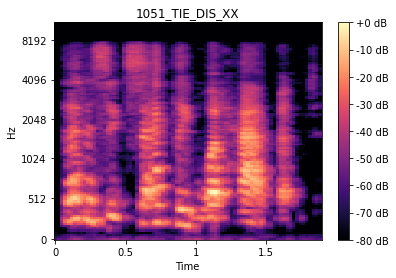 1051_TIE_DIS_XX
8192
4096
2048
1024
512
0
Hz
0
0.5
1
1.5
Time
+0 dB
-10 dB
-20 dB
-30 dB
-40 dB
-50 dB
-60 dB
-70 dB
-80 dB